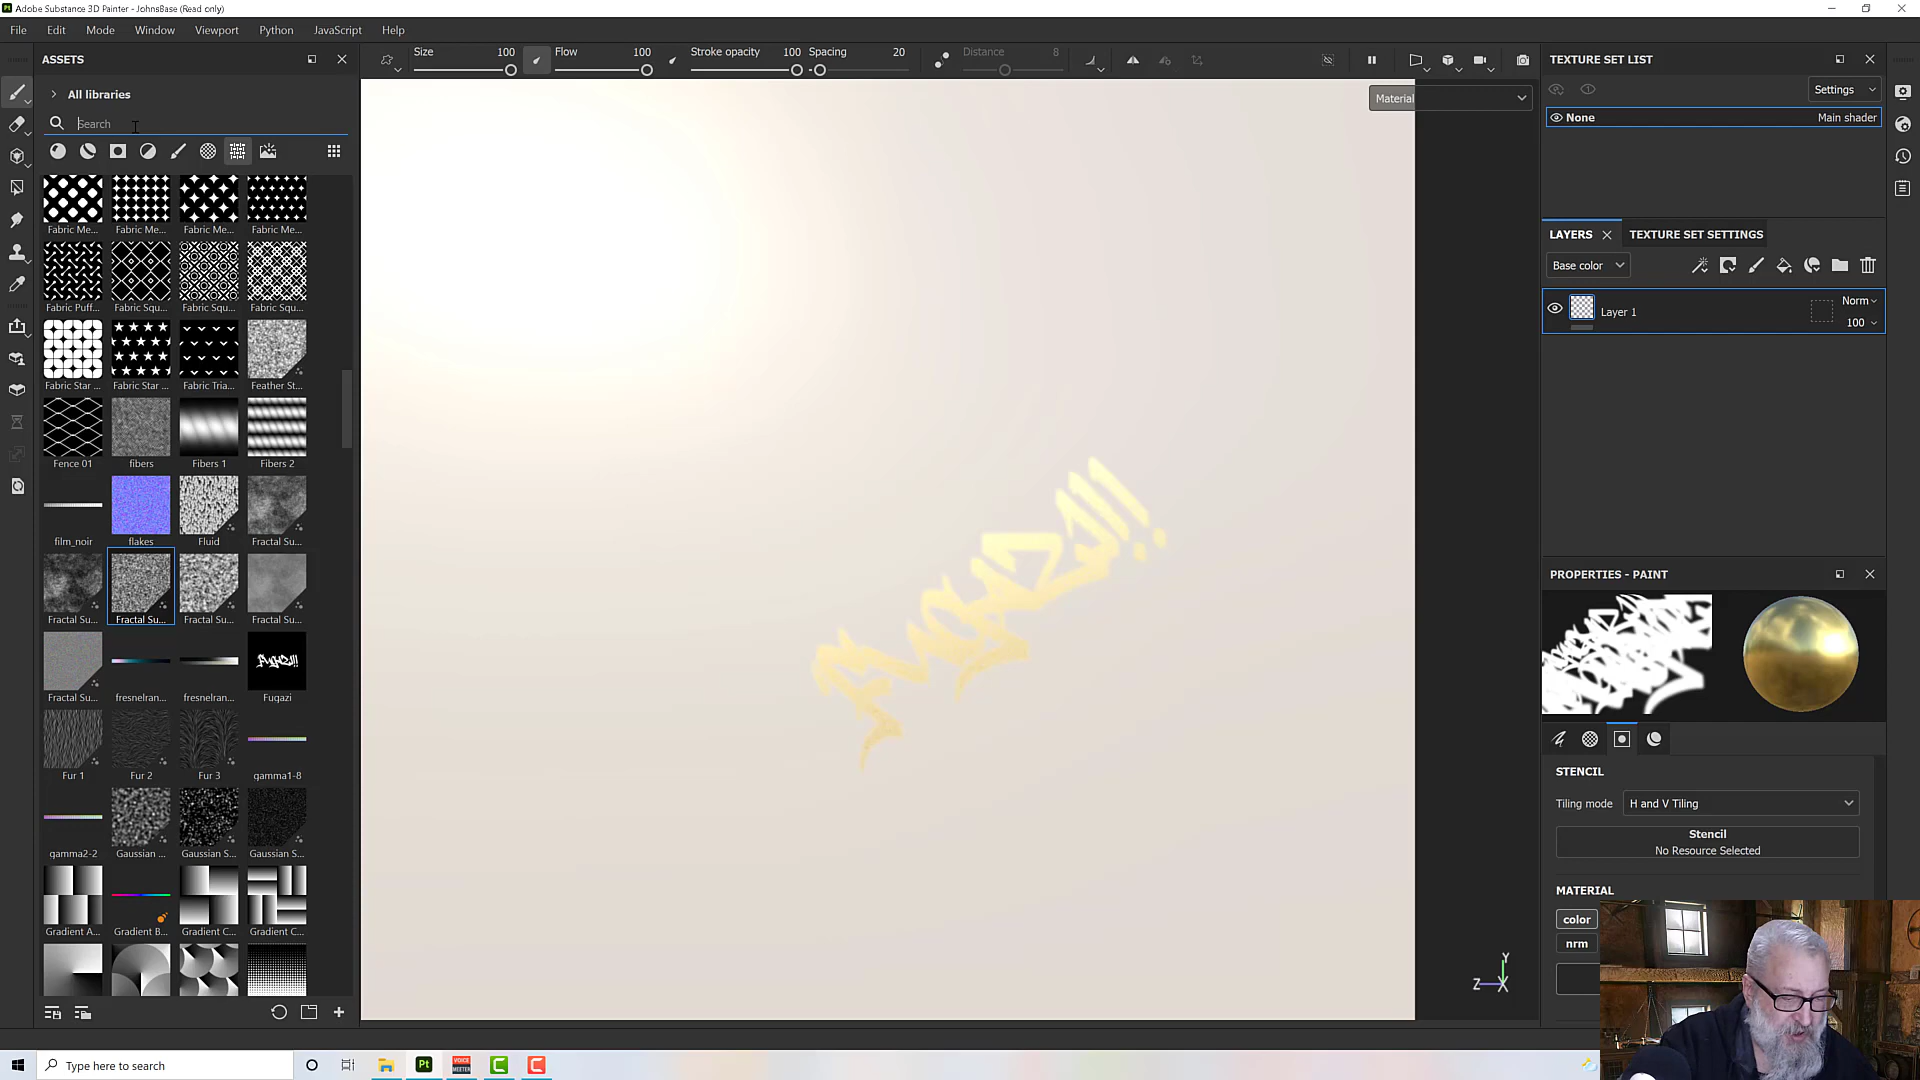 Adobe Substance 3D Painter - JohnsBase (Read only)
File Edit Mode Window Viewport Python JavaScript Help
ASSETS
Size 100 Flow 100 Stroke opacity 100 Spacing 20 Distance 8
All libraries
Search
Material
Fabric Me... Fabric Me... Fabric Me... Fabric Me...
Fabric Puff... Fabric Squ... Fabric Squ... Fabric Squ...
Fabric Star ... Fabric Star ... Fabric Tria... Feather St...
Fence 01 fibers Fibers 1 Fibers 2
film_noir flakes Fluid Fractal Su...
Fractal Su... Fractal Su... Fractal Su... Fractal Su...
Fractal Su... fresnelran... fresnelran... Fugazi
Fur 1 Fur 2 Fur 3 gamma1-8
gamma2-2 Gaussian ... Gaussian S... Gaussian S...
Gradient A... Gradient B... Gradient C... Gradient C...
Fugazi!!!
Y
Z X
TEXTURE SET LIST
Settings
None Main shader
LAYERS TEXTURE SET SETTINGS
Base color
Layer 1 Norm
100
PROPERTIES - PAINT
STENCIL
Tiling mode H and V Tiling
Stencil
No Resource Selected
MATERIAL
color
nrm
Type here to search
Pt
VOICE MEETER